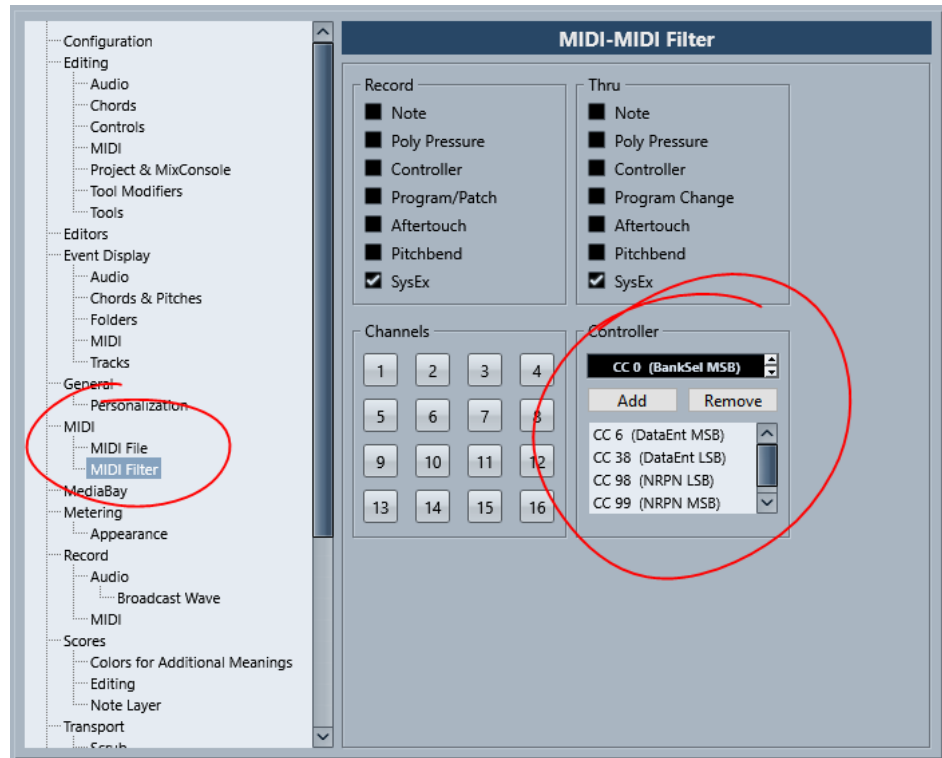 Configuration
Editing
Audio
Chords
Controls
MIDI
Project & MixConsole
Tool Modifiers
Tools
Editors
Event Display
Audio
Chords & Pitches
Folders
MIDI
Tracks
General
Personalization
MIDI
MIDI File
MIDI Filter
MediaBay
Metering
Appearance
Record
Audio
Broadcast Wave
MIDI
Scores
Colors for Additional Meanings
Editing
Note Layer
Transport
Scrub
MIDI-MIDI Filter
Record
Note
Poly Pressure
Controller
Program/Patch
Aftertouch
Pitchbend
SysEx
Thru
Note
Poly Pressure
Controller
Program Change
Aftertouch
Pitchbend
SysEx
Channels
1 2 3 4
5 6 7 8
9 10 11 12
13 14 15 16
Controller
CC 0 (BankSel MSB)
Add Remove
CC 6 (DataEnt MSB)
CC 38 (DataEnt LSB)
CC 98 (NRPN LSB)
CC 99 (NRPN MSB)